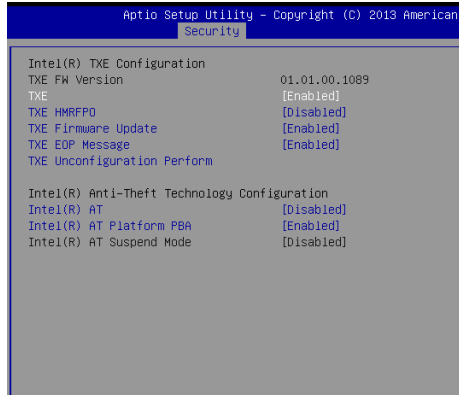 Aptio Setup Utility – Copyright (C) 2013 American
Security
Intel(R) TXE Configuration
TXE FW Version 01.01.00.1089
TXE [Enabled]
TXE HMRFPO [Disabled]
TXE Firmware Update [Enabled]
TXE EOP Message [Enabled]
TXE Unconfiguration Perform
Intel(R) Anti-Theft Technology Configuration
Intel(R) AT [Disabled]
Intel(R) AT Platform PBA [Enabled]
Intel(R) AT Suspend Mode [Disabled]